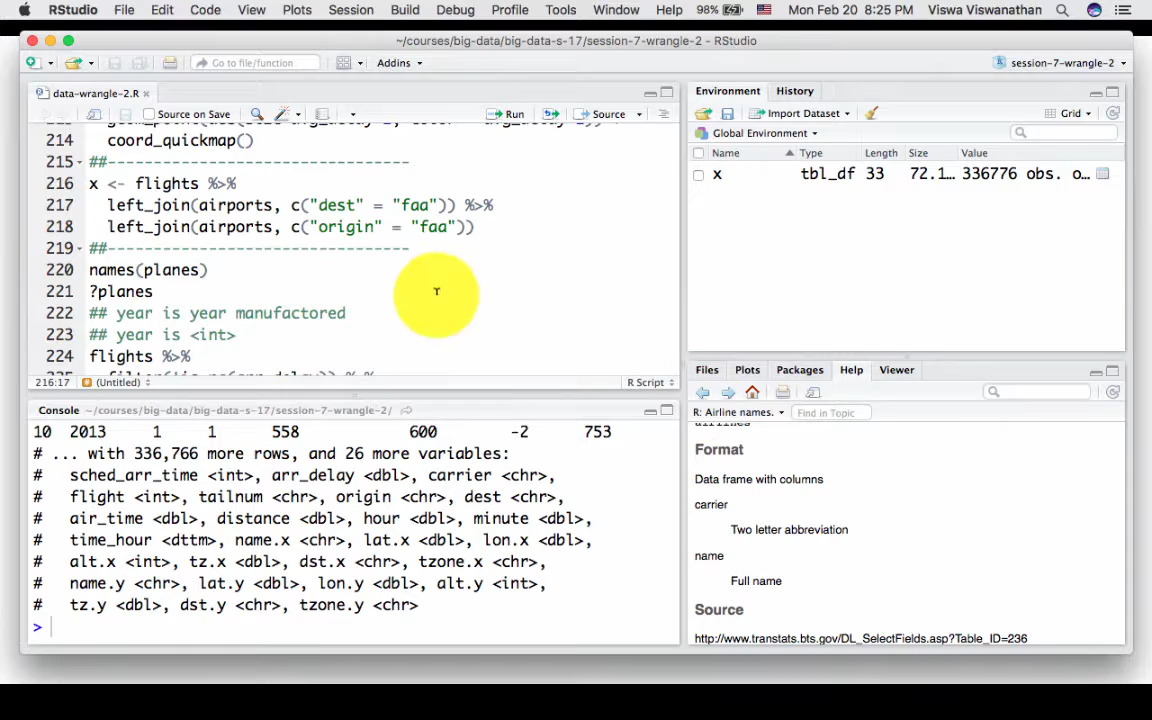 RStudio File Edit Code View Plots Session Build Debug Profile Tools Window Help 98% Mon Feb 20 8:25 PM Viswa Viswanathan
~/courses/big-data/big-data-s-17/session-7-wrangle-2 - RStudio
Go to file/function Addins session-7-wrangle-2
data-wrangle-2.R
Source on Save Run Source
214 coord_quickmap()
215 ##------------------------------
216 x <- flights %>%
217 left_join(airports, c("dest" = "faa")) %>%
218 left_join(airports, c("origin" = "faa"))
219 ##------------------------------
220 names(planes)
221 ?planes
222 ## year is year manufactored
223 ## year is <int>
224 flights %>%
216:17 (Untitled) R Script
Console ~/courses/big-data/big-data-s-17/session-7-wrangle-2/
10 2013 1 1 558 600 -2 753
# ... with 336,766 more rows, and 26 more variables:
# sched_arr_time <int>, arr_delay <dbl>, carrier <chr>,
# flight <int>, tailnum <chr>, origin <chr>, dest <chr>,
# air_time <dbl>, distance <dbl>, hour <dbl>, minute <dbl>,
# time_hour <dttm>, name.x <chr>, lat.x <dbl>, lon.x <dbl>,
# alt.x <int>, tz.x <dbl>, dst.x <chr>, tzone.x <chr>,
# name.y <chr>, lat.y <dbl>, lon.y <dbl>, alt.y <int>,
# tz.y <dbl>, dst.y <chr>, tzone.y <chr>
>
Environment History
Import Dataset Grid
Global Environment
Name Type Length Size Value
x tbl_df 33 72.1... 336776 obs. o...
Files Plots Packages Help Viewer
R: Airline names. Find in Topic
Format
Data frame with columns
carrier
Two letter abbreviation
name
Full name
Source
http://www.transtats.bts.gov/DL_SelectFields.asp?Table_ID=236